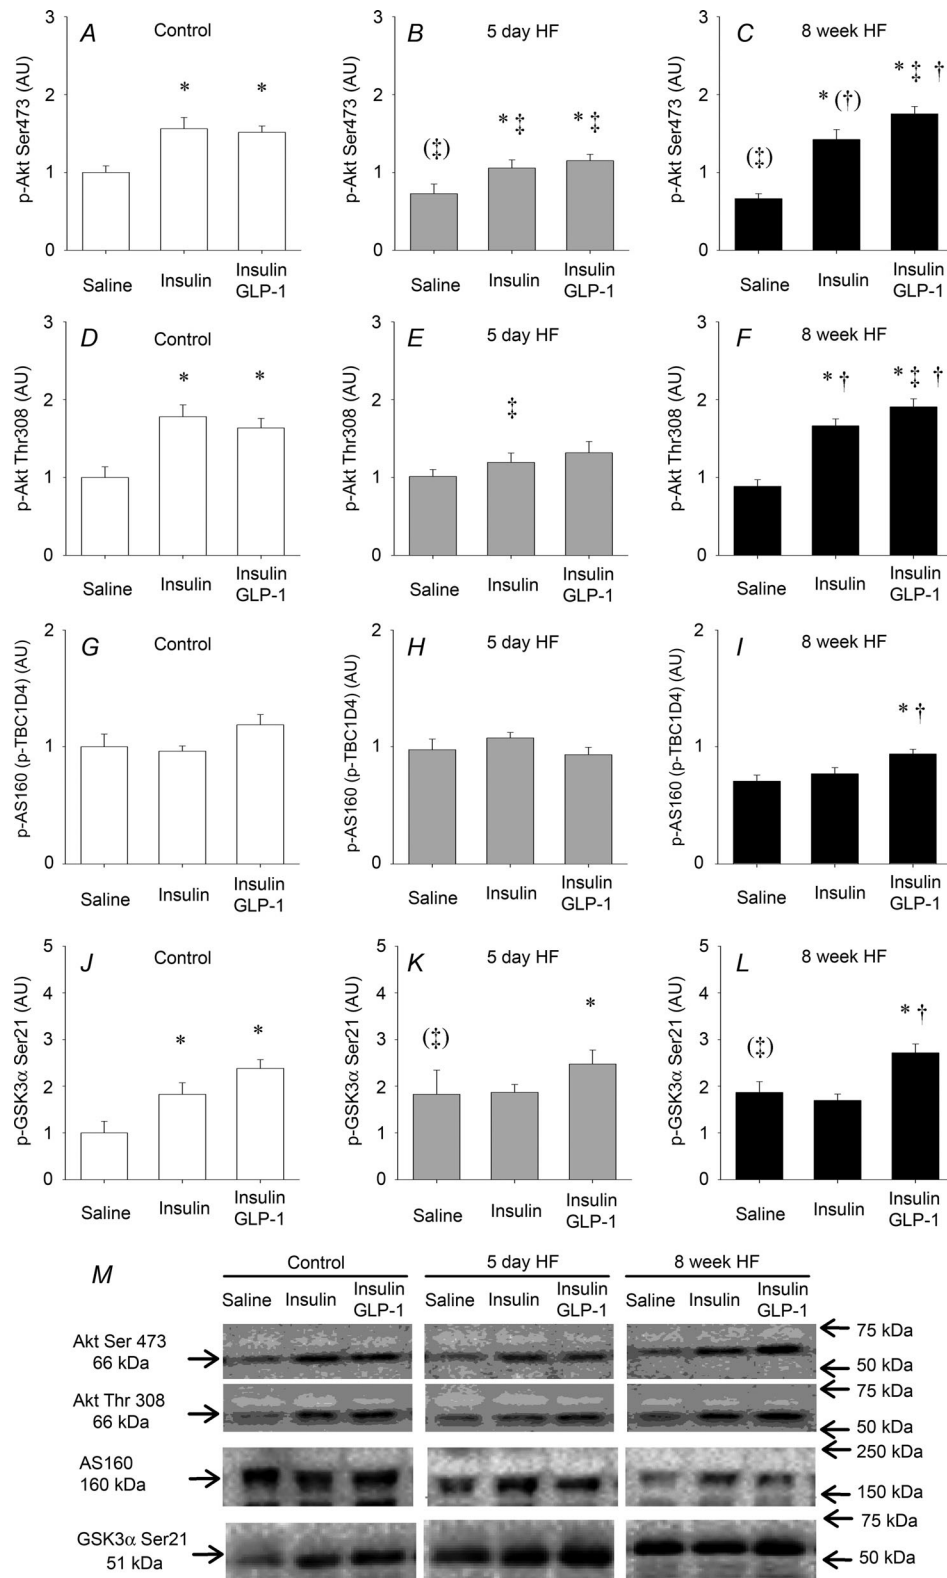 A Control
p-Akt Ser473 (AU)
3
2
1
0
*
*
Saline
Insulin
Insulin
GLP-1
B 5 day HF
p-Akt Ser473 (AU)
3
2
1
0
(‡)
* ‡
* ‡
Saline
Insulin
Insulin
GLP-1
C 8 week HF
p-Akt Ser473 (AU)
3
2
1
0
(‡)
* (†)
* ‡ †
Saline
Insulin
Insulin
GLP-1
D Control
p-Akt Thr308 (AU)
3
2
1
0
*
*
Saline
Insulin
Insulin
GLP-1
E 5 day HF
p-Akt Thr308 (AU)
3
2
1
0
‡
Saline
Insulin
Insulin
GLP-1
F 8 week HF
p-Akt Thr308 (AU)
3
2
1
0
* †
* ‡ †
Saline
Insulin
Insulin
GLP-1
G Control
p-AS160 (p-TBC1D4) (AU)
2
1
0
Saline
Insulin
Insulin
GLP-1
H 5 day HF
p-AS160 (p-TBC1D4) (AU)
2
1
0
Saline
Insulin
Insulin
GLP-1
I 8 week HF
p-AS160 (p-TBC1D4) (AU)
2
1
0
* †
Saline
Insulin
Insulin
GLP-1
J Control
p-GSK3α Ser21 (AU)
5
4
3
2
1
0
*
*
Saline
Insulin
Insulin
GLP-1
K 5 day HF
p-GSK3α Ser21 (AU)
5
4
3
2
1
0
(‡)
*
Saline
Insulin
Insulin
GLP-1
L 8 week HF
p-GSK3α Ser21 (AU)
5
4
3
2
1
0
(‡)
* †
Saline
Insulin
Insulin
GLP-1
M
Control
5 day HF
8 week HF
Saline Insulin Insulin
GLP-1
Saline Insulin Insulin
GLP-1
Saline Insulin Insulin
GLP-1
Akt Ser 473
66 kDa
75 kDa
50 kDa
Akt Thr 308
66 kDa
75 kDa
50 kDa
AS160
160 kDa
250 kDa
150 kDa
GSK3α Ser21
51 kDa
75 kDa
50 kDa